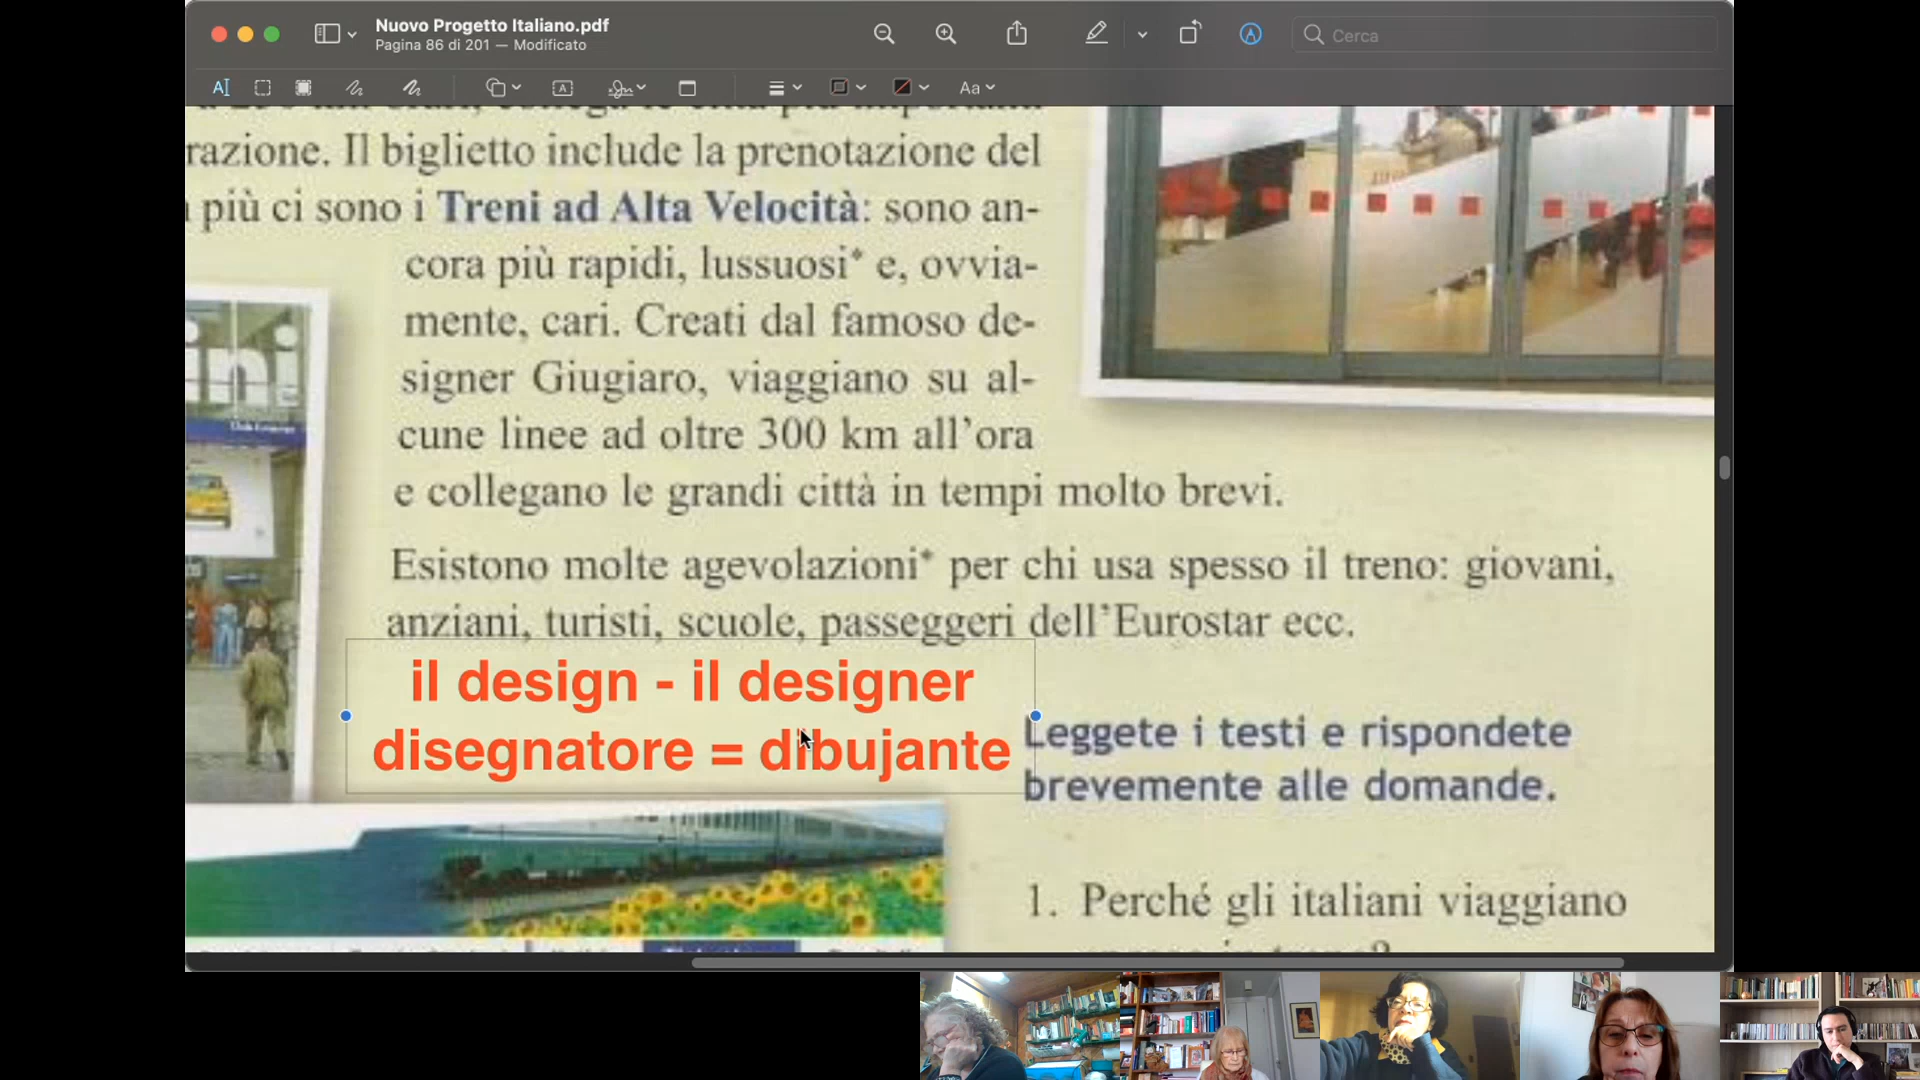 Nuovo Progetto Italiano.pdf
Pagina 86 di 201 — Modificato
Cerca
Aa
razione. Il biglietto include la prenotazione del
più ci sono i Treni ad Alta Velocità: sono an-
cora più rapidi, lussuosi* e, ovvia-
mente, cari. Creati dal famoso de-
signer Giugiaro, viaggiano su al-
cune linee ad oltre 300 km all'ora
e collegano le grandi città in tempi molto brevi.
Esistono molte agevolazioni* per chi usa spesso il treno: giovani,
anziani, turisti, scuole, passeggeri dell'Eurostar ecc.
il design - il designer
disegnatore = dibujante
Leggete i testi e rispondete
brevemente alle domande.
1. Perché gli italiani viaggiano